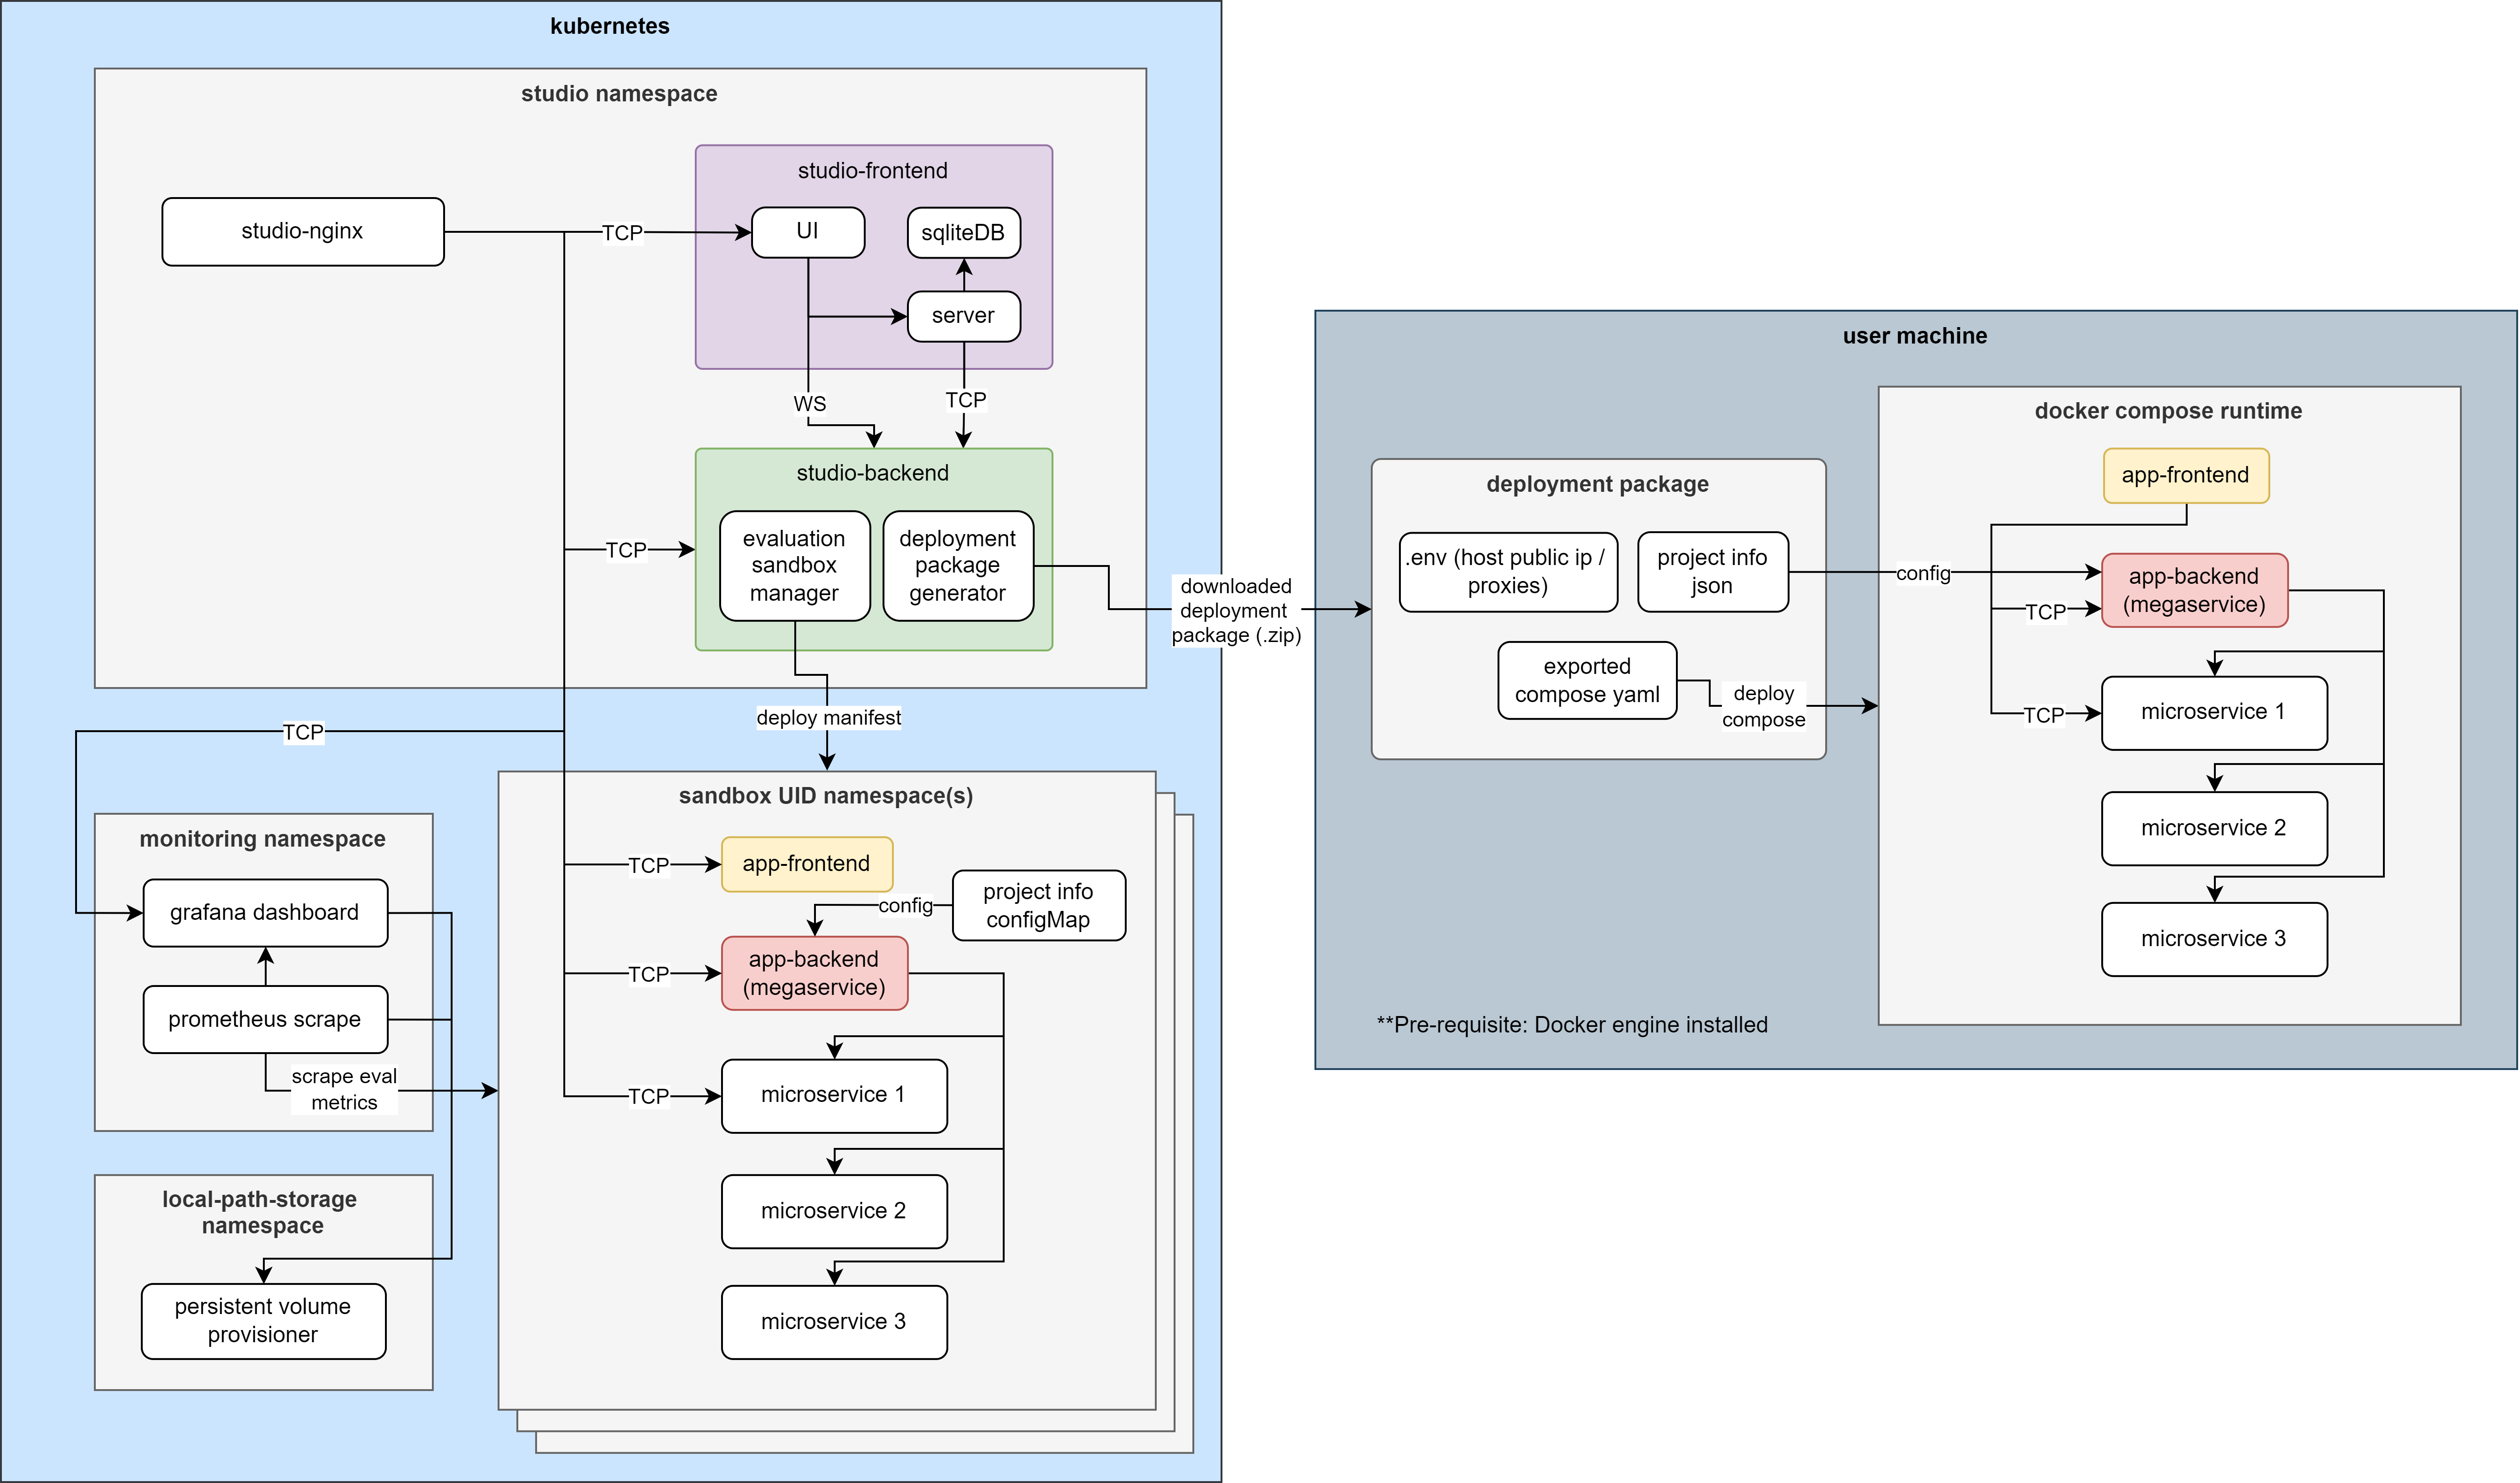 kubernetes
studio namespace
studio-frontend
studio-nginx
TCP
UI
sqliteDB
server
WS
TCP
studio-backend
TCP
evaluation
sandbox
manager
deployment
package
generator
downloaded
deployment
package (.zip)
deploy manifest
TCP
monitoring namespace
grafana dashboard
prometheus scrape
scrape eval
metrics
local-path-storage
namespace
persistent volume
provisioner
sandbox UID namespace(s)
TCP
app-frontend
project info
configMap
config
TCP
app-backend
(megaservice)
TCP
microservice 1
microservice 2
microservice 3
user machine
deployment package
.env (host public ip /
proxies)
project info
json
exported
compose yaml
deploy
compose
config
docker compose runtime
app-frontend
app-backend
(megaservice)
TCP
TCP
microservice 1
microservice 2
microservice 3
**Pre-requisite: Docker engine installed